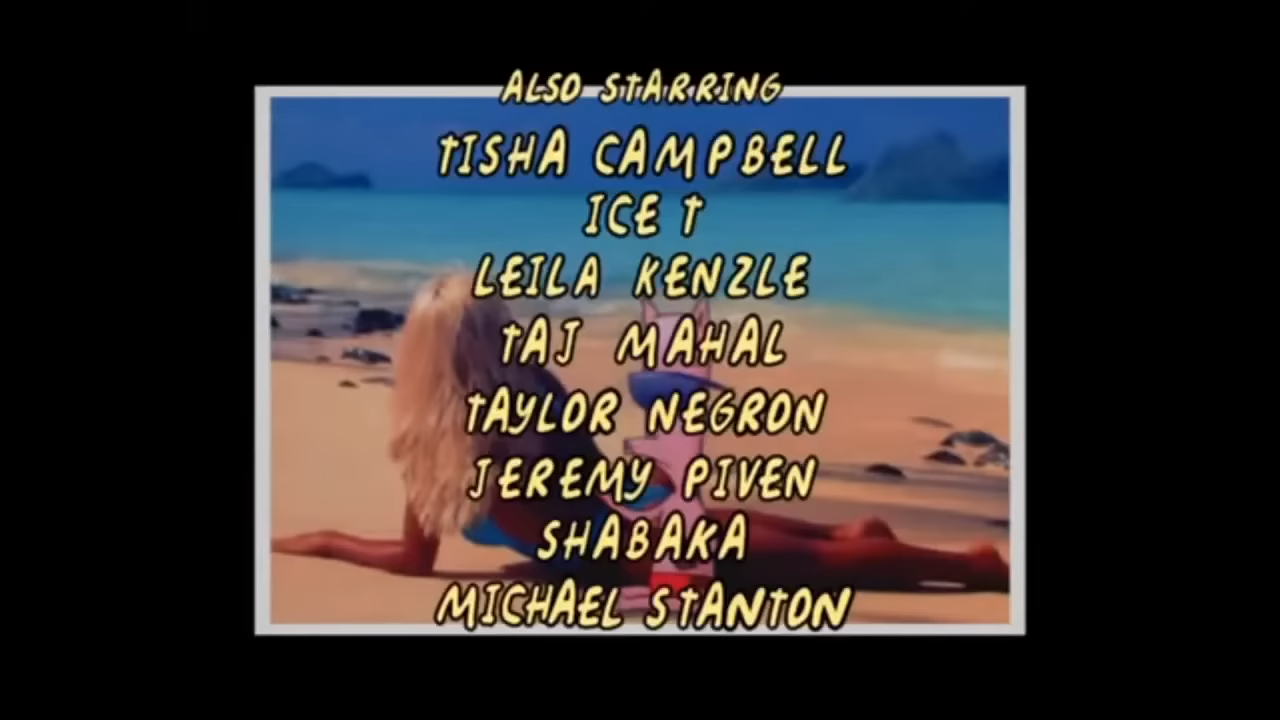 ALSO STARRING
TISHA CAMPBELL
ICE T
LEILA KENZLE
TAJ MAHAL
TAYLOR NEGRON
JEREMY PIVEN
SHABAKA
MICHAEL STANTON